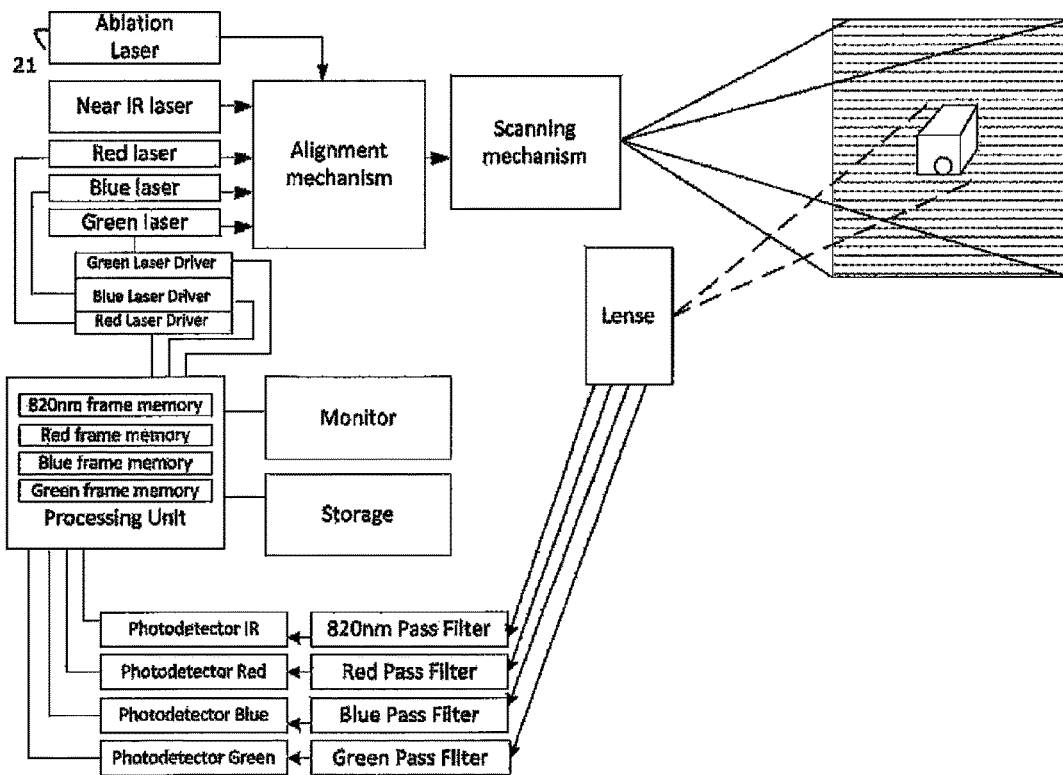 Ablation
Laser
21
Near IR laser
Red laser
Blue laser
Green laser
Alignment
mechanism
Scanning
mechanism
Green Laser Driver
Blue Laser Driver
Red Laser Driver
Lense
820nm frame memory
Red frame memory
Blue frame memory
Green frame memory
Processing Unit
Monitor
Storage
Photodetector IR
820nm Pass Filter
Photodetector Red
Red Pass Filter
Photodetector Blue
Blue Pass Filter
Photodetector Green
Green Pass Filter